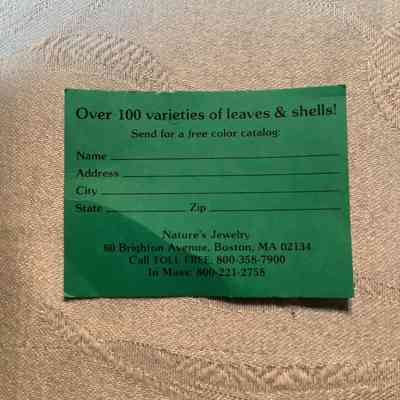 Over 100 varieties of leaves & shells!
Send for a free color catalog:
Name
Address
City
State Zip
Nature's Jewelry
60 Brighton Avenue, Boston, MA 02134
Call TOLL FREE: 800-358-7900
In Mass: 800-221-2758